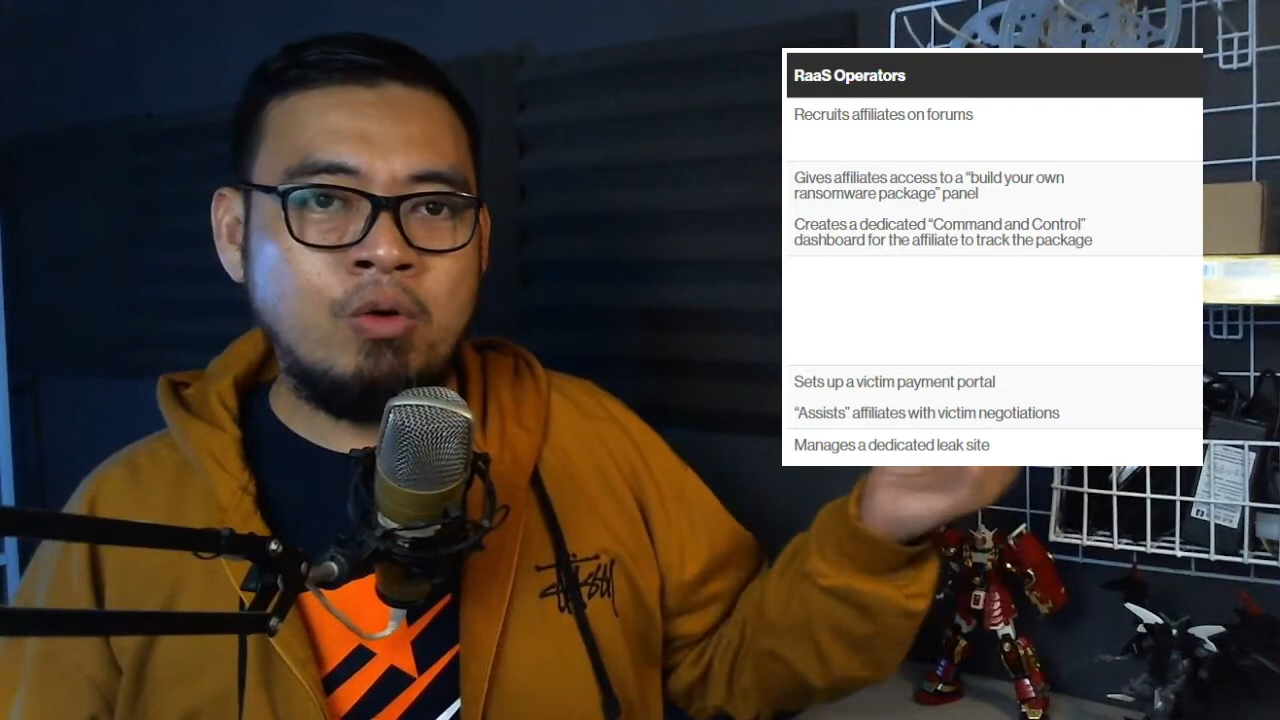 RaaS Operators
Recruits affiliates on forums
Gives affiliates access to a “build your own
ransomware package” panel
Creates a dedicated “Command and Control”
dashboard for the affiliate to track the package
Sets up a victim payment portal
“Assists” affiliates with victim negotiations
Manages a dedicated leak site
Stüssy